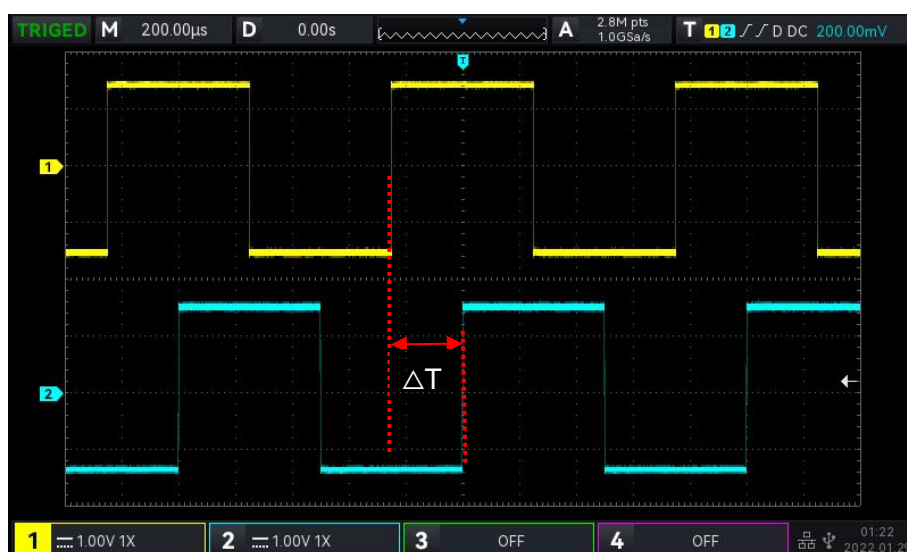 TRIGED M 200.00μs D 0.00s A 2.8M pts 1.0GSa/s T 1 2 D DC 200.00mV
T
1
△T
2
1 1.00V 1X 2 1.00V 1X 3 OFF 4 OFF 01:22
2022.01.29